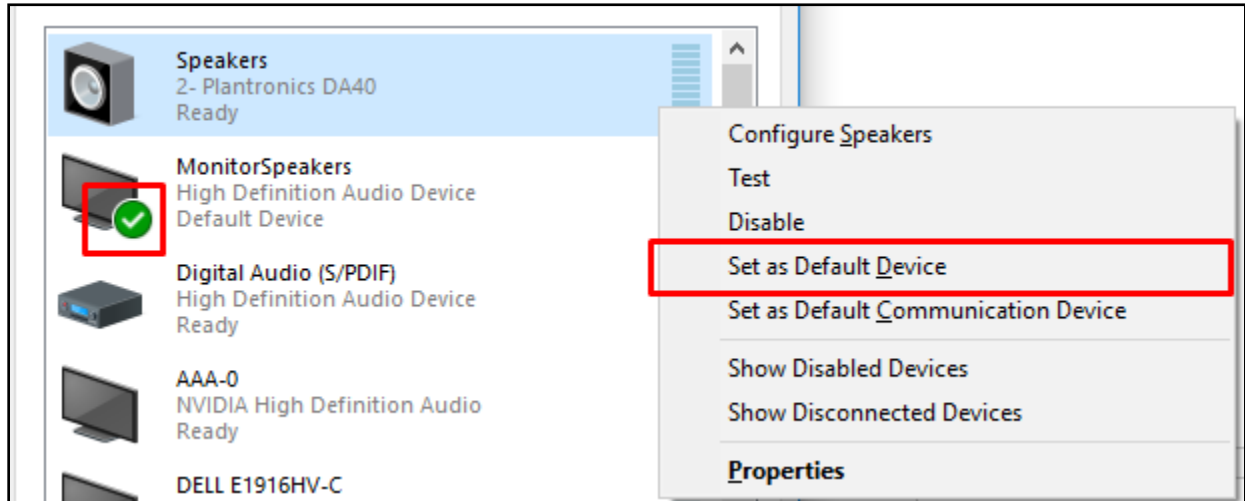 Speakers
2- Plantronics DA40
Ready
MonitorSpeakers
High Definition Audio Device
Default Device
Digital Audio (S/PDIF)
High Definition Audio Device
Ready
AAA-0
NVIDIA High Definition Audio
Ready
DELL E1916HV-C
Configure Speakers
Test
Disable
Set as Default Device
Set as Default Communication Device
Show Disabled Devices
Show Disconnected Devices
Properties